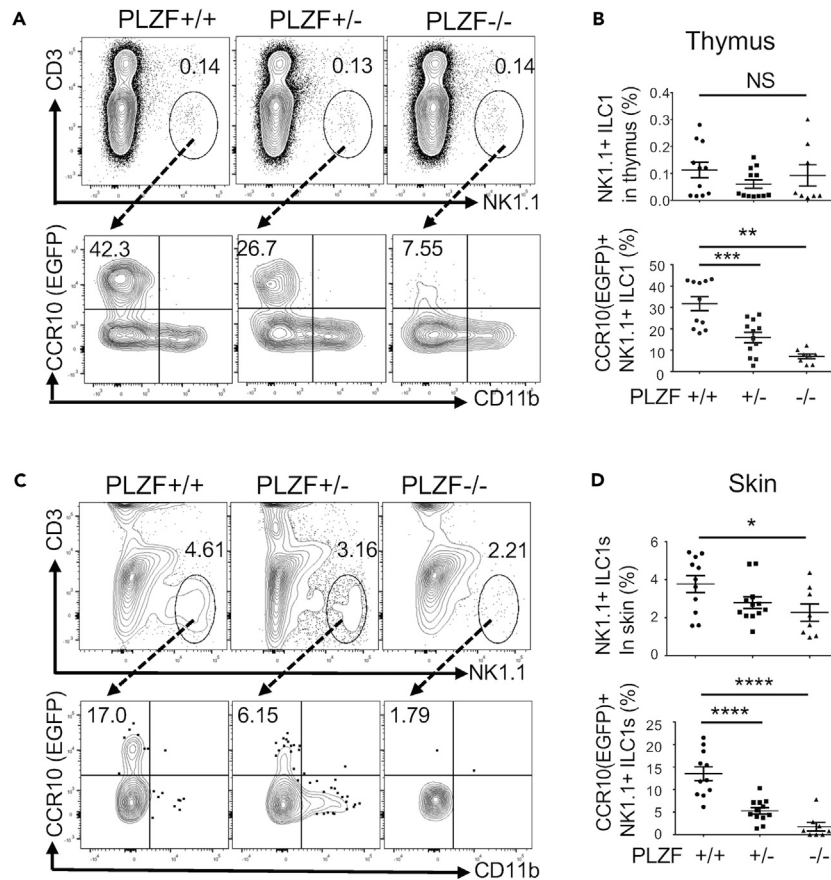 A
PLZF+/+ PLZF+/- PLZF-/-
CD3
0.14 0.13 0.14
NK1.1
42.3 26.7 7.55
CCR10 (EGFP)
CD11b
B
Thymus
NS
NK1.1+ ILC1
in thymus (%)
0.4
0.3
0.2
0.1
0.0
**
***
CCR10(EGFP)+
NK1.1+ ILC1 (%)
50
40
30
20
10
0
PLZF +/+ +/- -/-
C
PLZF+/+ PLZF+/- PLZF-/-
CD3
4.61 3.16 2.21
NK1.1
17.0 6.15 1.79
CCR10 (EGFP)
CD11b
D
Skin
*
NK1.1+ ILC1s
In skin (%)
6
4
2
0
****
****
CCR10(EGFP)+
NK1.1+ ILC1s (%)
25
20
15
10
5
0
PLZF +/+ +/- -/-